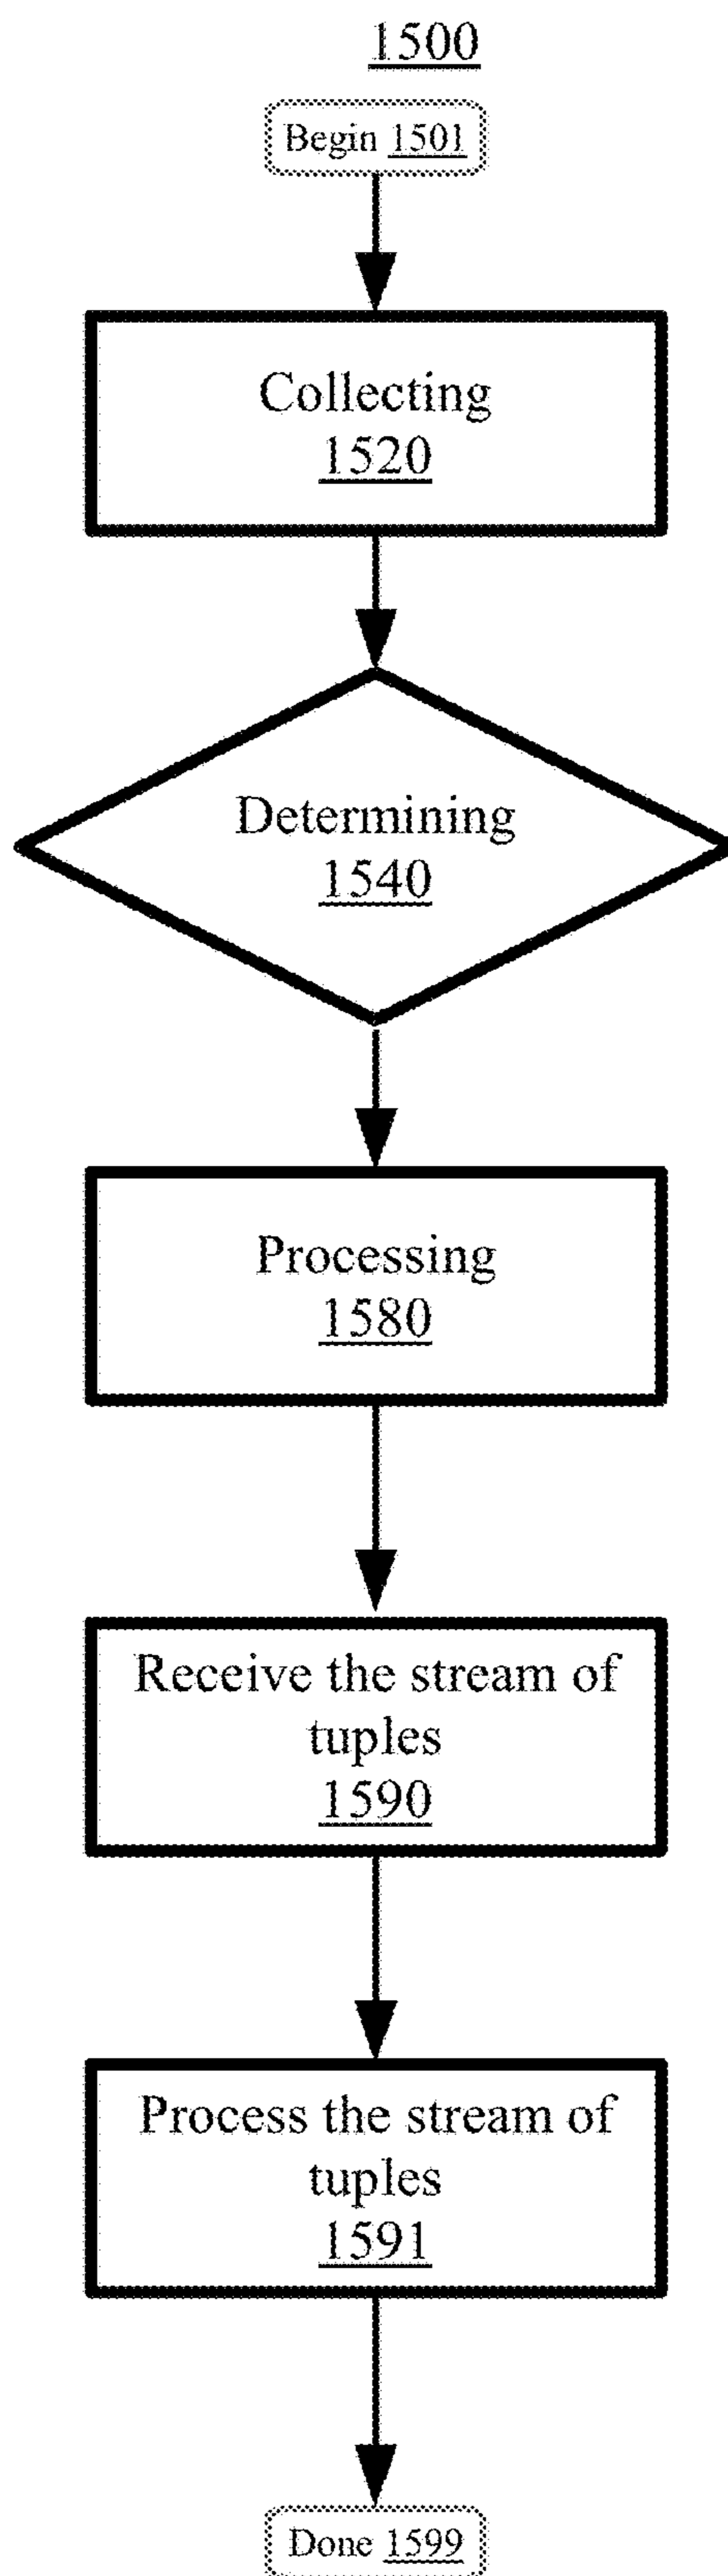 1500
Begin 1501
Collecting
1520
Determining
1540
Processing
1580
Receive the stream of
tuples
1590
Process the stream of
tuples
1591
Done 1599